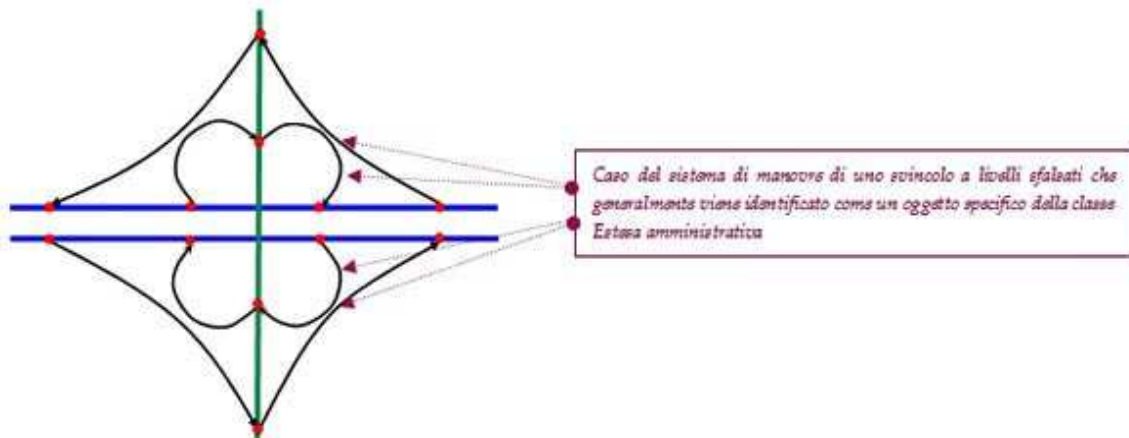 Caso del sistema di manovre di uno svincolo a livelli sfalsati che
generalmente viene identificato come un oggetto specifico della classe
Estesa amministrativa